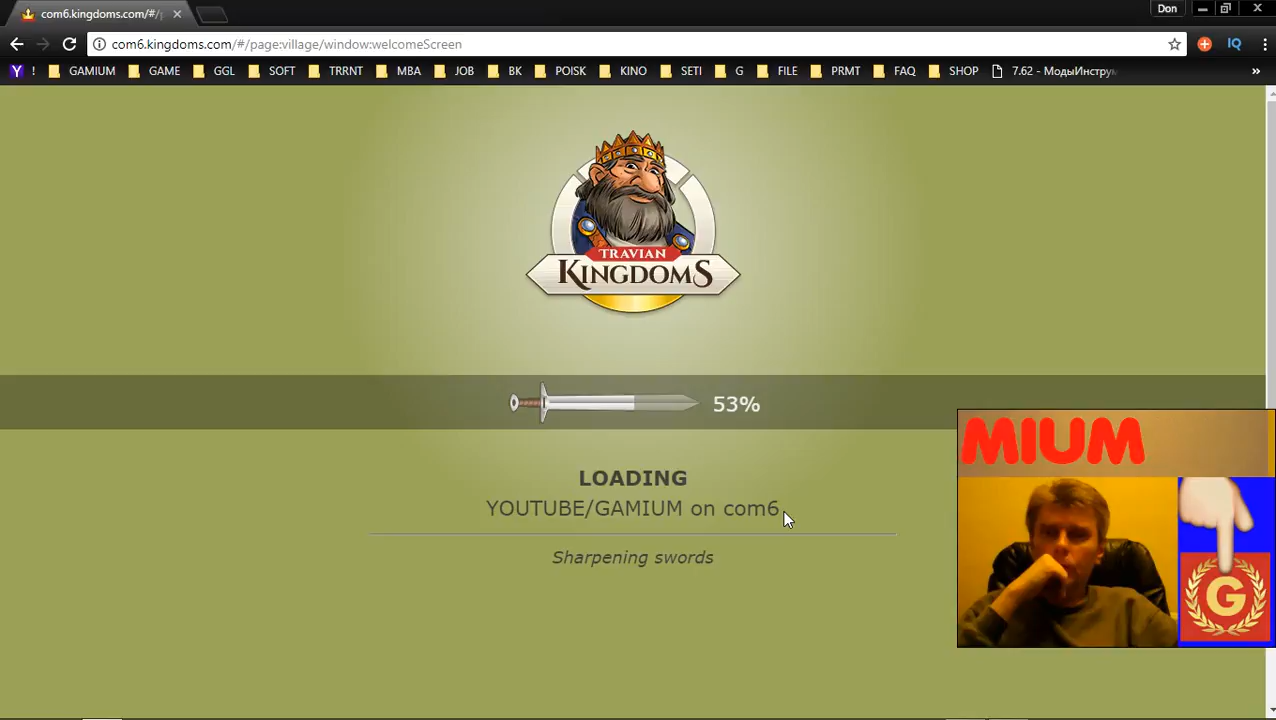 com6.kingdoms.com/#/p
Don
com6.kingdoms.com/#/page:village/window:welcomeScreen
IQ
Y ! GAMIUM GAME GGL SOFT TRRNT MBA JOB BK POISK KINO SETI G FILE PRMT FAQ SHOP 7.62 - МодыИнструм »
TRAVIAN
KINGDOMS
53%
MIUM
LOADING
YOUTUBE/GAMIUM on com6
Sharpening swords
G